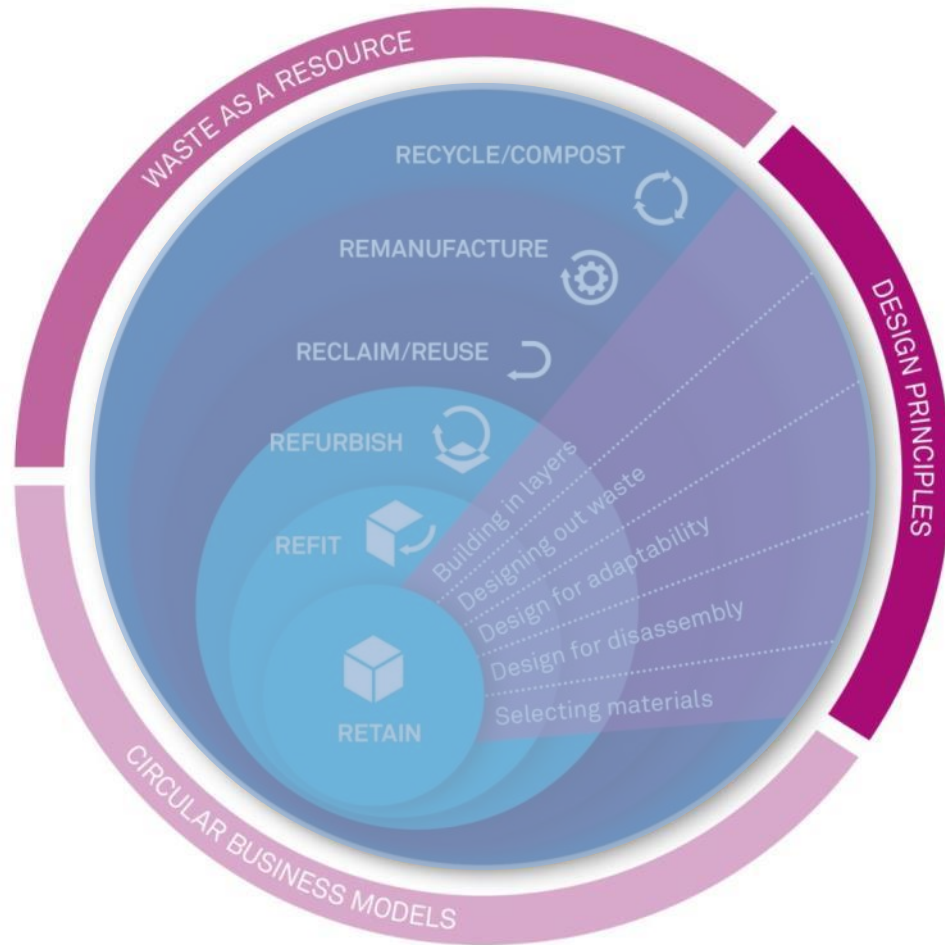 WASTE AS A RESOURCE
RECYCLE/COMPOST
REMANUFACTURE
RECLAIM/REUSE
REFURBISH
REFIT
RETAIN
Building in layers
Designing out waste
Design for adaptability
Design for disassembly
Selecting materials
DESIGN PRINCIPLES
CIRCULAR BUSINESS MODELS